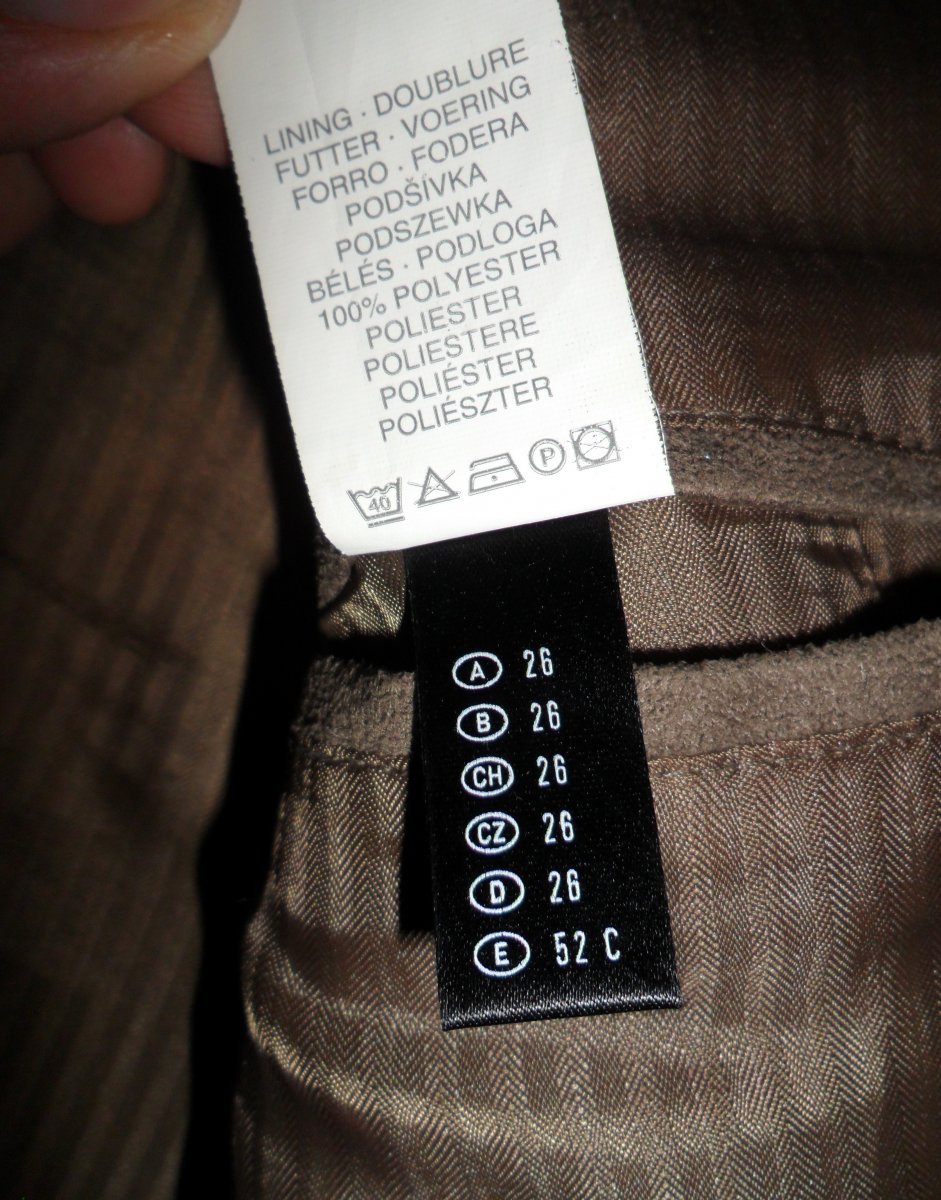 LINING · DOUBLURE
FUTTER · VOERING
FORRO · FODERA
PODŠÍVKA
PODSZEWKA
BÉLÉS · PODLOGA
100% POLYESTER
POLIESTER
POLIESTERE
POLIÉSTER
POLIÉSZTER
40 P
A 26
B 26
CH 26
CZ 26
D 26
E 52 C